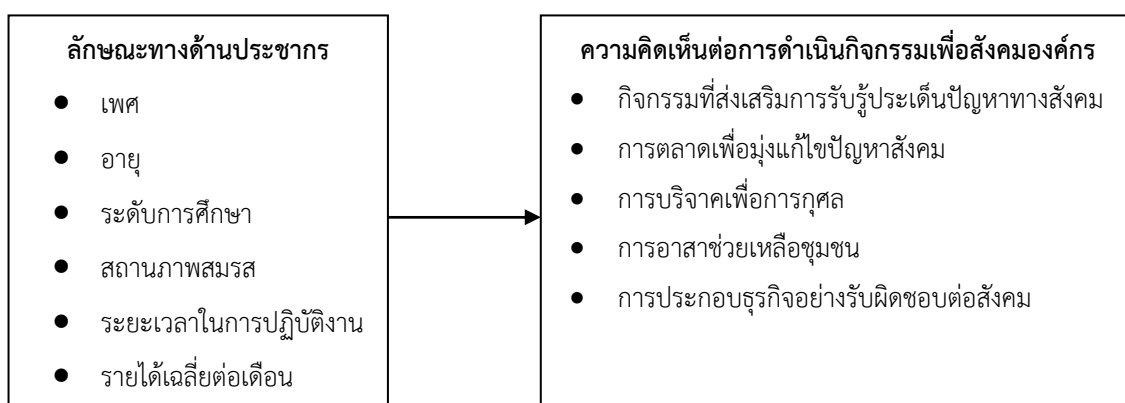 ลักษณะทางด้านประชากร
● เพศ
● อายุ
● ระดับการศึกษา
● สถานภาพสมรส
● ระยะเวลาในการปฏิบัติงาน
● รายได้เฉลี่ยต่อเดือน
ความคิดเห็นต่อการดำเนินกิจกรรมเพื่อสังคมองค์กร
● กิจกรรมที่ส่งเสริมการรับรู้ประเด็นปัญหาทางสังคม
● การตลาดเพื่อมุ่งแก้ไขปัญหาสังคม
● การบริจาคเพื่อการกุศล
● การอาสาช่วยเหลือชุมชน
● การประกอบธุรกิจอย่างรับผิดชอบต่อสังคม